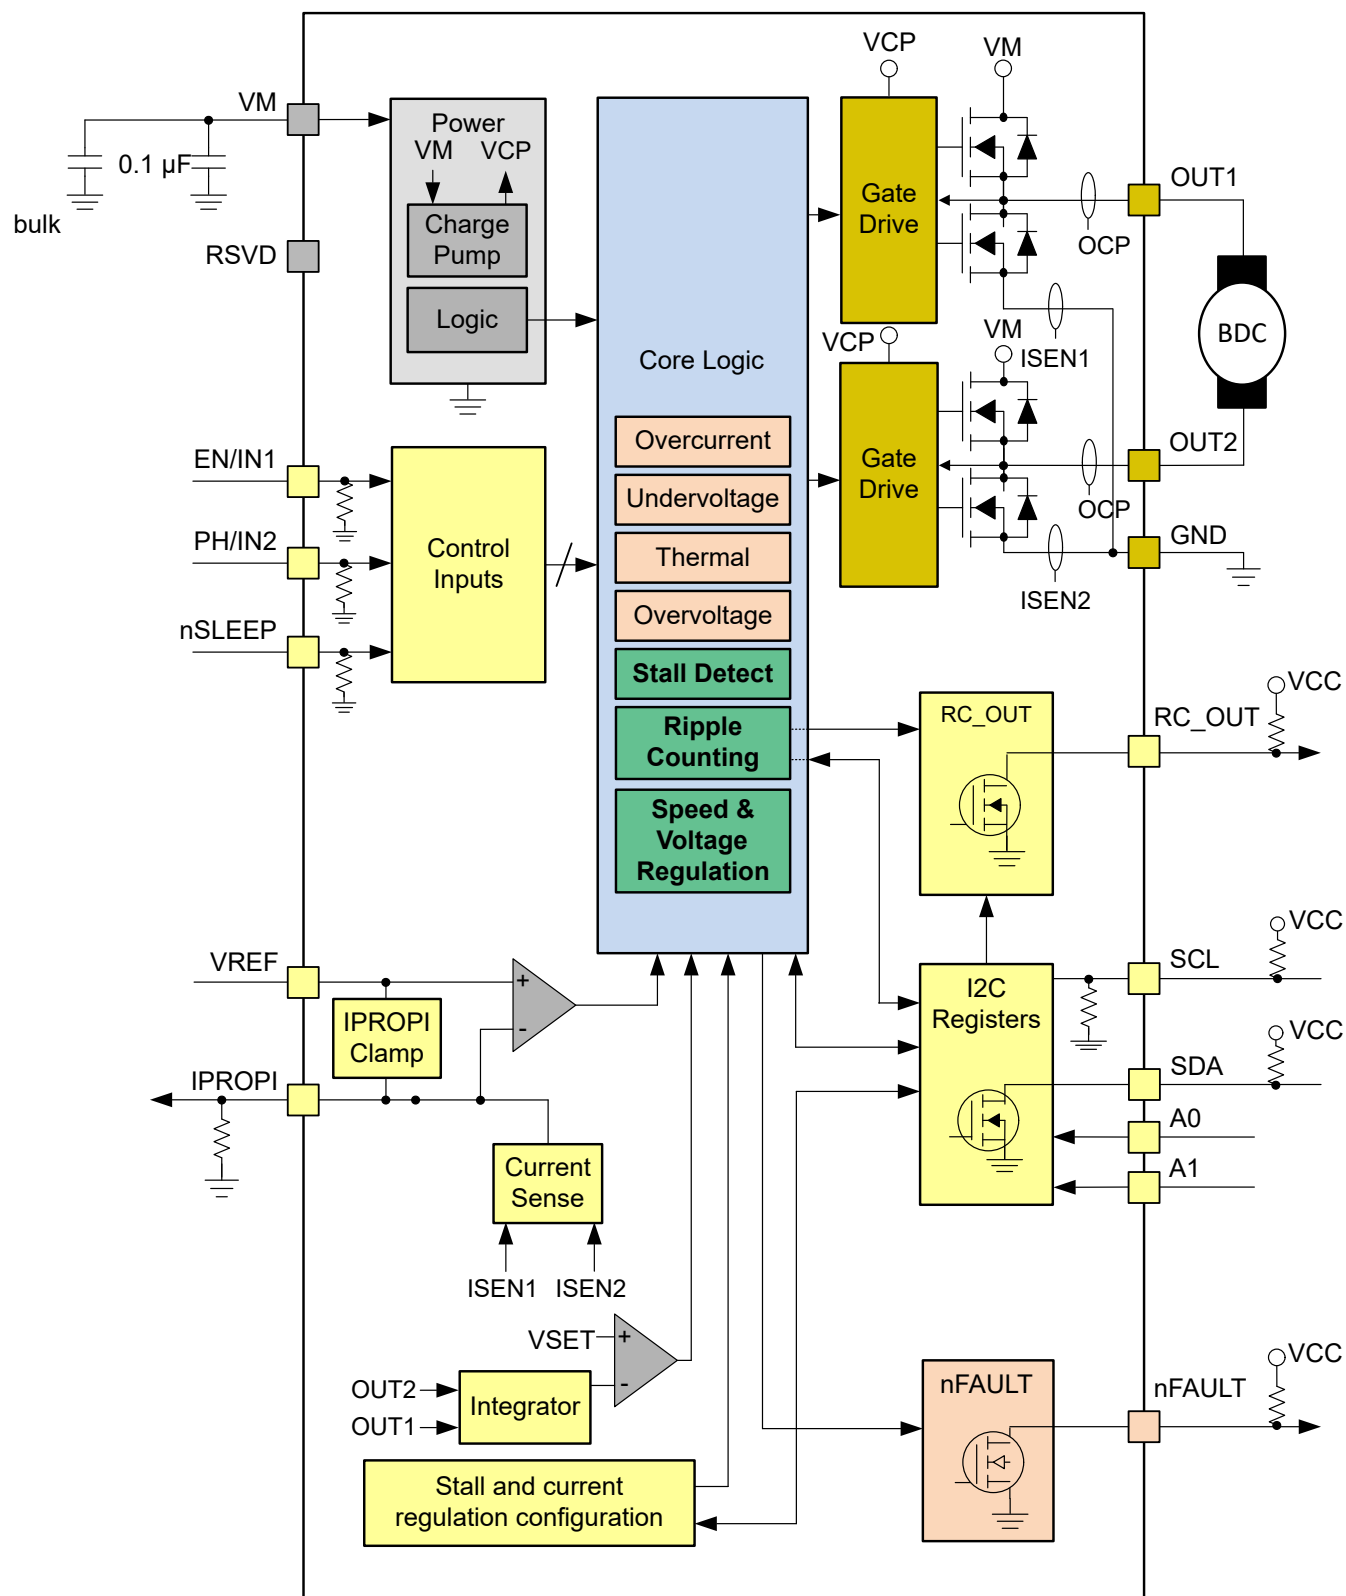 VM
0.1 µF
bulk
RSVD
Power
VM
VCP
Charge
Pump
Logic
EN/IN1
PH/IN2
nSLEEP
Control
Inputs
Core Logic
Overcurrent
Undervoltage
Thermal
Overvoltage
Stall Detect
Ripple
Counting
Speed &
Voltage
Regulation
VCP
VM
Gate
Drive
OCP
OUT1
ISEN1
BDC
VCP
VM
Gate
Drive
OCP
OUT2
GND
ISEN2
RC_OUT
RC_OUT
VCC
I2C
Registers
SCL
VCC
SDA
VCC
A0
A1
VREF
IPROPI
Clamp
IPROPI
+
-
Current
Sense
ISEN1
ISEN2
VSET
+
-
OUT2
OUT1
Integrator
Stall and current
regulation configuration
nFAULT
nFAULT
VCC